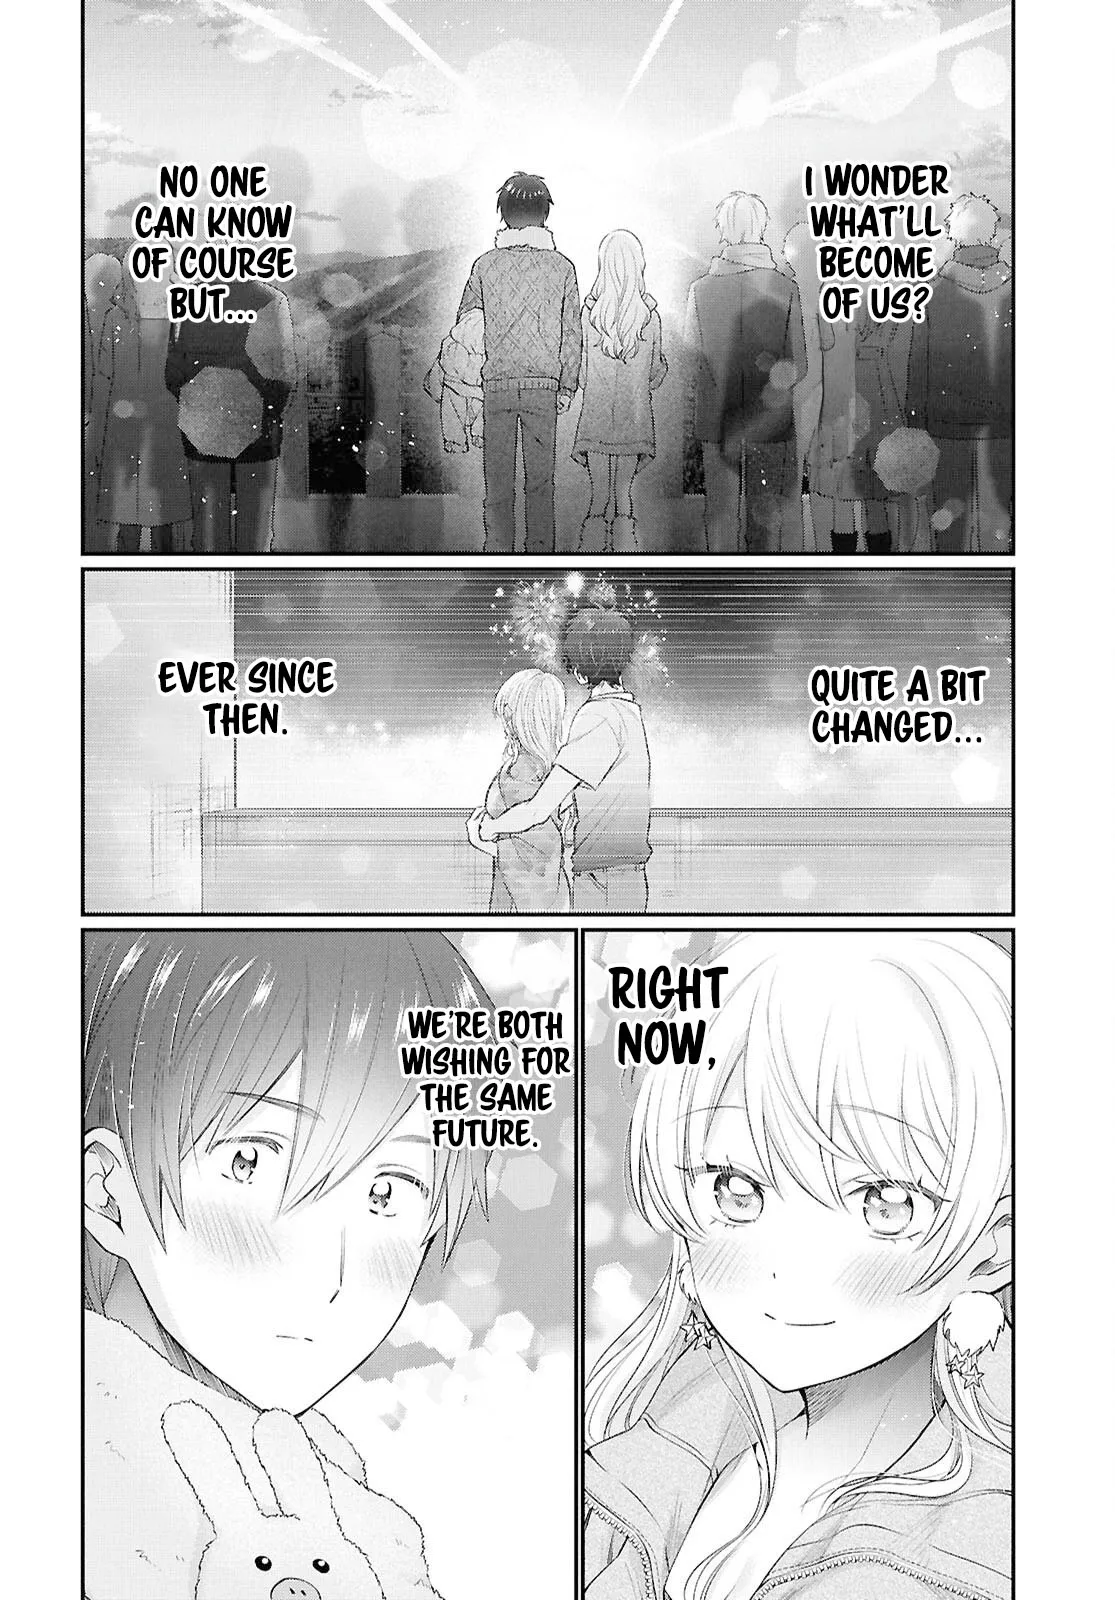 I WONDER
WHAT'LL
BECOME
OF US?
NO ONE
CAN KNOW
OF COURSE
BUT...
QUITE A BIT
CHANGED...
EVER SINCE
THEN.
RIGHT
NOW,
WE'RE BOTH
WISHING FOR
THE SAME
FUTURE.